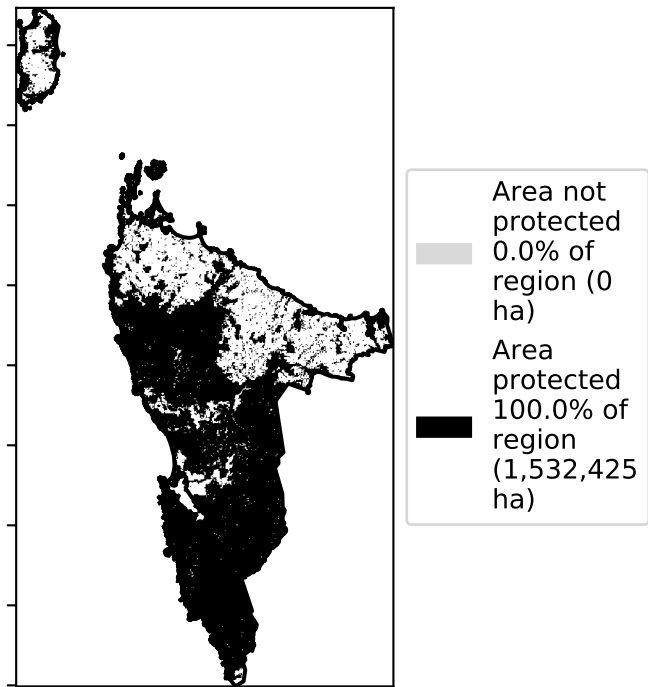 Area not
protected
0.0% of
region (0
ha)
Area
protected
100.0% of
region
(1,532,425
ha)